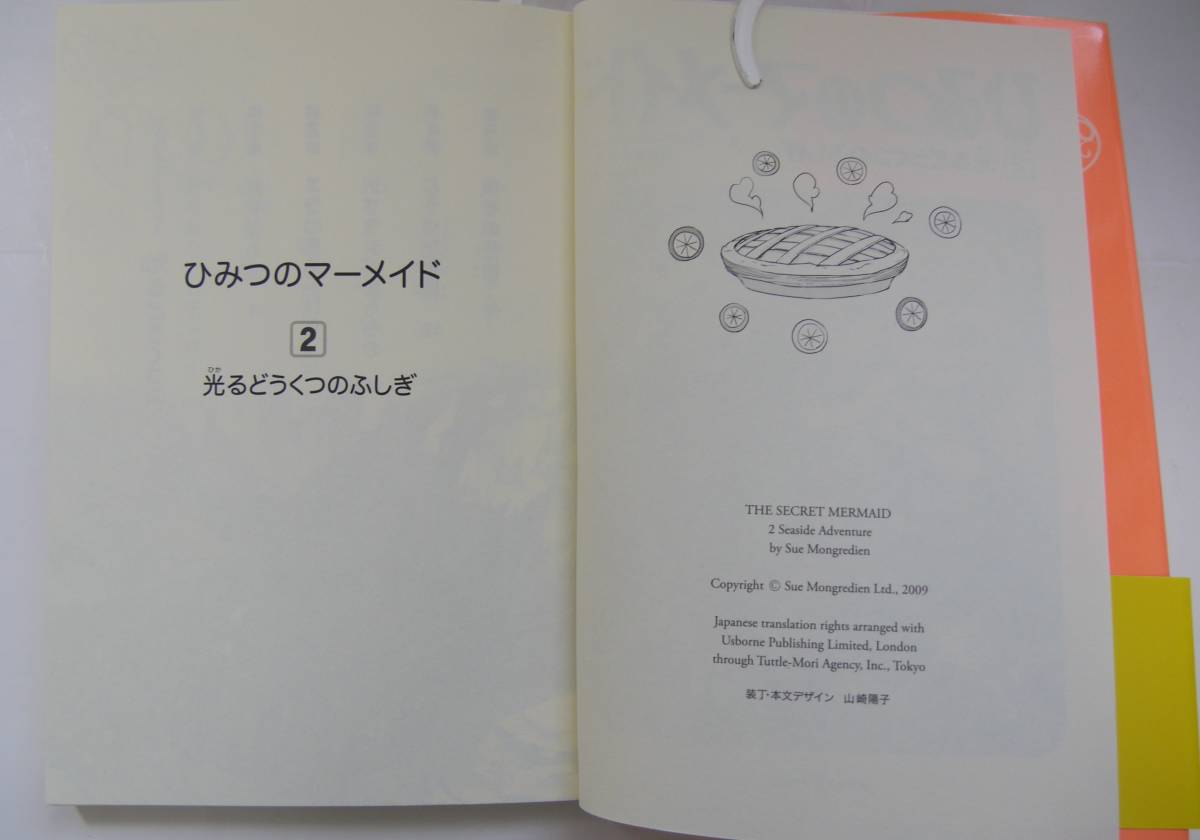 ひみつのマーメイド
2
光るどうくつのふしぎ
ひか
THE SECRET MERMAID
2 Seaside Adventure
by Sue Mongredien
Copyright © Sue Mongredien Ltd., 2009
Japanese translation rights arranged with
Usborne Publishing Limited, London
through Tuttle-Mori Agency, Inc., Tokyo
装丁・本文デザイン 山崎陽子